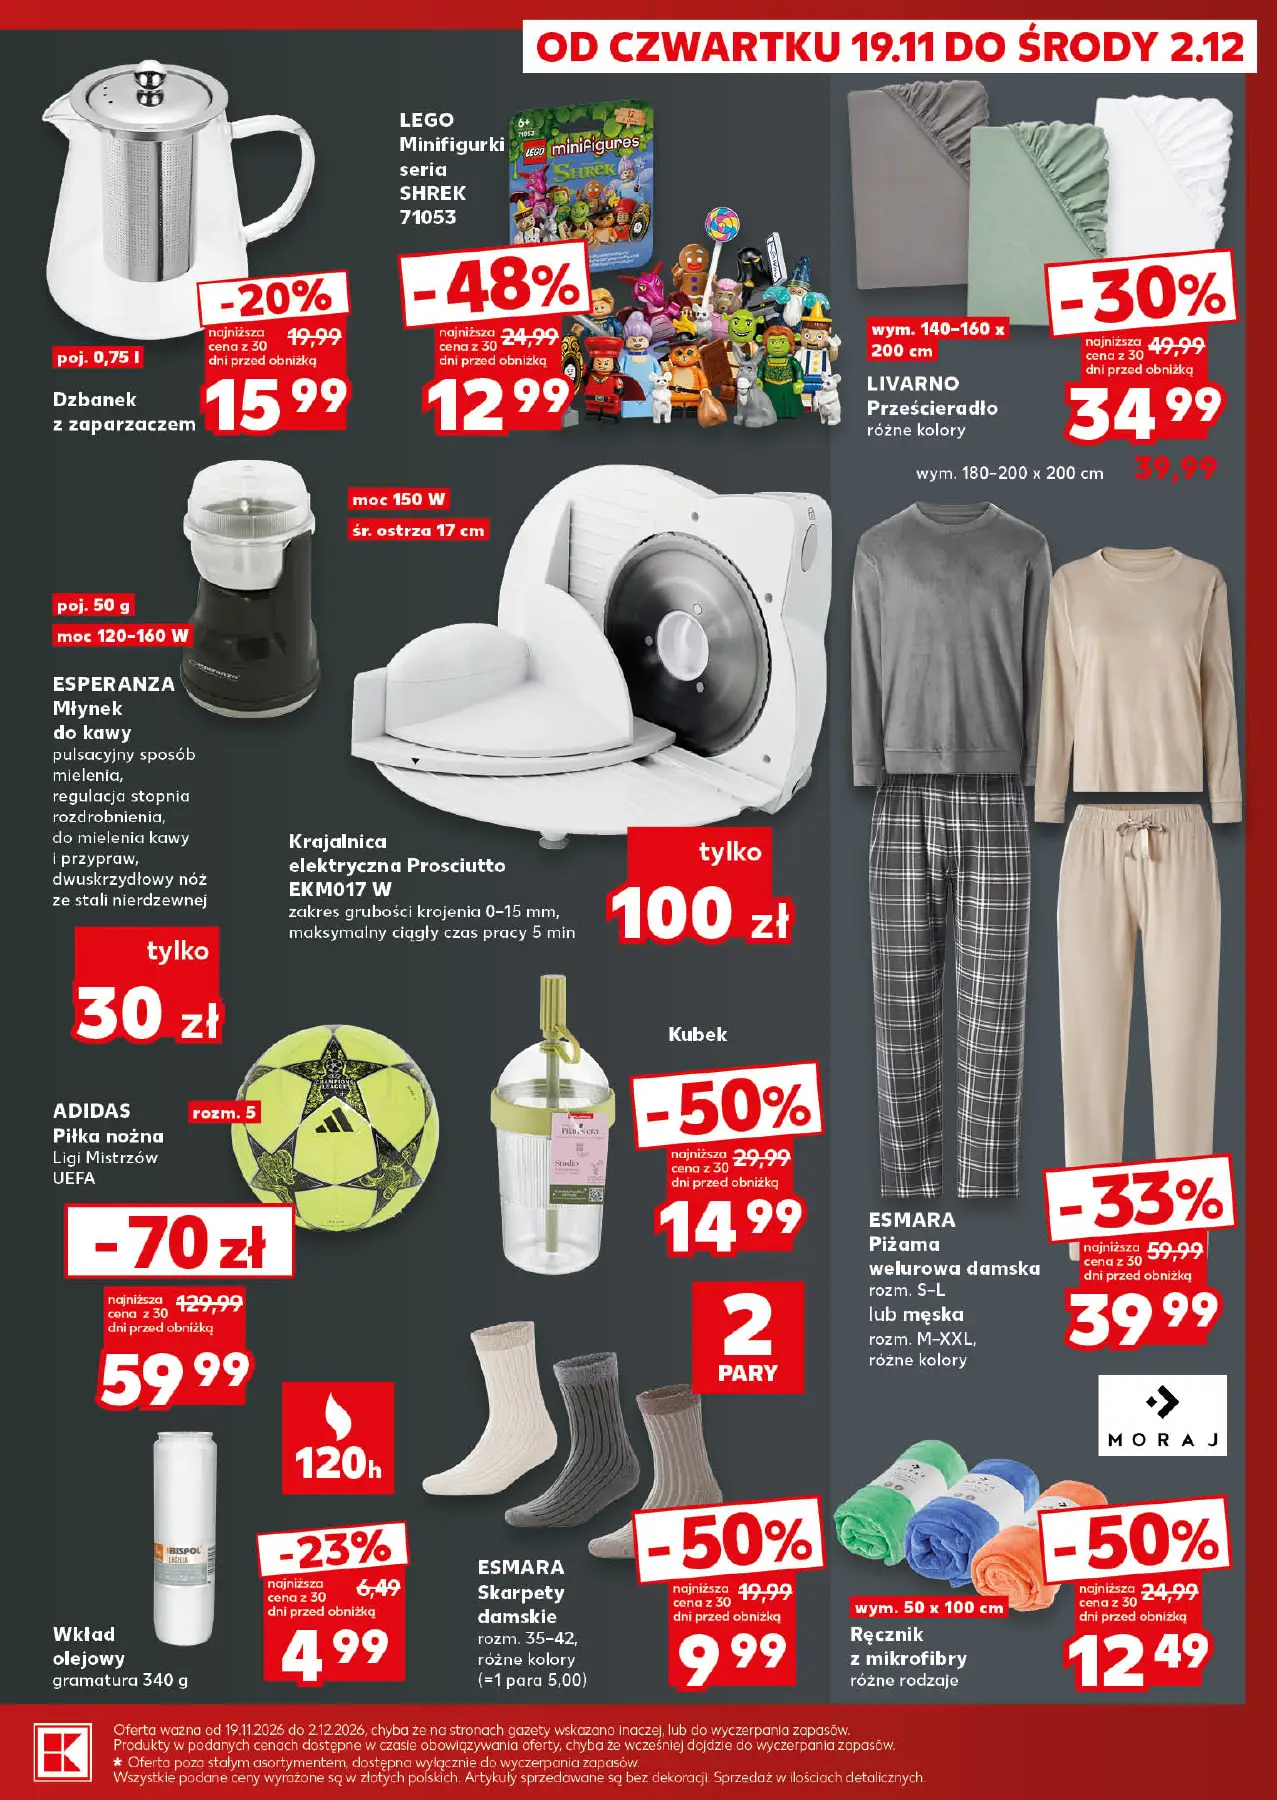 OD CZWARTKU 19.11 DO ŚRODY 2.12
-20%
najniższa
cena z 30
dni przed obniżką
19,99
15 99
poj. 0,75 l
Dzbanek
z zaparzaczem
LEGO
Minifigurki
seria
SHREK
71053
6+
71053
LEGO minifigures
SHREK
-48%
najniższa
cena z 30
dni przed obniżką
24,99
12 99
-30%
najniższa
cena z 30
dni przed obniżką
49,99
34 99
wym. 140–160 x
200 cm
LIVARNO
Prześcieradło
różne kolory
wym. 180–200 x 200 cm
39,99
poj. 50 g
moc 120–160 W
esperanza
ESPERANZA
Młynek
do kawy
pulsacyjny sposób
mielenia,
regulacja stopnia
rozdrobnienia,
do mielenia kawy
i przypraw,
dwuskrzydłowy nóż
ze stali nierdzewnej
tylko
30 zł
moc 150 W
śr. ostrza 17 cm
Krajalnica
elektryczna Prosciutto
EKM017 W
zakres grubości krojenia 0–15 mm,
maksymalny ciągły czas pracy 5 min
tylko
100 zł
ADIDAS
Piłka nożna
Ligi Mistrzów
UEFA
rozm. 5
CHAMPIONS
LEAGUE
-70 zł
najniższa
cena z 30
dni przed obniżką
129,99
59 99
Kubek
Studio
-50%
najniższa
cena z 30
dni przed obniżką
29,99
14 99
ESMARA
Piżama
welurowa damska
rozm. S–L
lub męska
rozm. M–XXL,
różne kolory
-33%
najniższa
cena z 30
dni przed obniżką
59,99
39 99
120h
BISPOL
Wkład
olejowy
gramatura 340 g
-23%
najniższa
cena z 30
dni przed obniżką
6,49
4 99
2
PARY
ESMARA
Skarpety
damskie
rozm. 35–42,
różne kolory
(=1 para 5,00)
-50%
najniższa
cena z 30
dni przed obniżką
19,99
9 99
MORAJ
MORAJ
wym. 50 x 100 cm
Ręcznik
z mikrofibry
różne rodzaje
-50%
najniższa
cena z 30
dni przed obniżką
24,99
12 49
Oferta ważna od 19.11.2026 do 2.12.2026, chyba że na stronach gazety wskazano inaczej, lub do wyczerpania zapasów.
Produkty w podanych cenach dostępne w czasie obowiązywania oferty, chyba że wcześniej dojdzie do wyczerpania zapasów.
* Oferta poza stałym asortymentem, dostępna wyłącznie do wyczerpania zapasów.
Wszystkie podane ceny wyrażone są w złotych polskich. Artykuły sprzedawane są bez dekoracji. Sprzedaż w ilościach detalicznych.